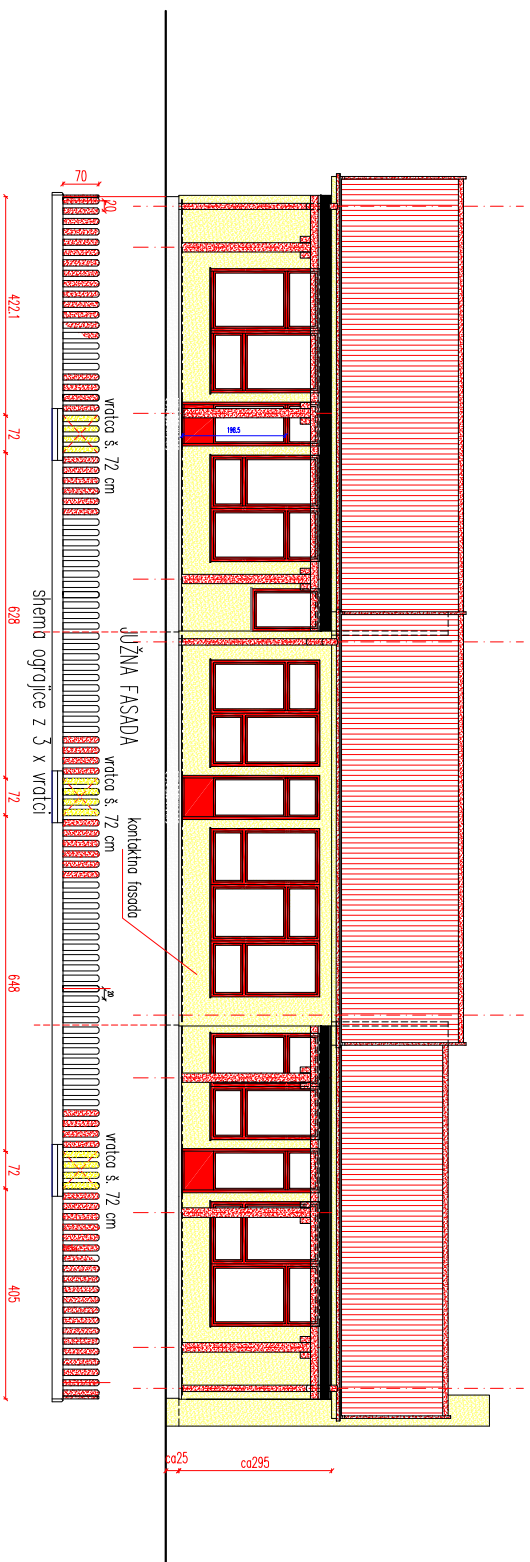 ca25
ca295
198.5
kontaktna fasada
JUŽNA FASADA
vratca š. 72 cm
vratca š. 72 cm
vratca š. 72 cm
70
20
20
shema ograjice z 3 x vratci
422.1
72
628
72
648
72
405